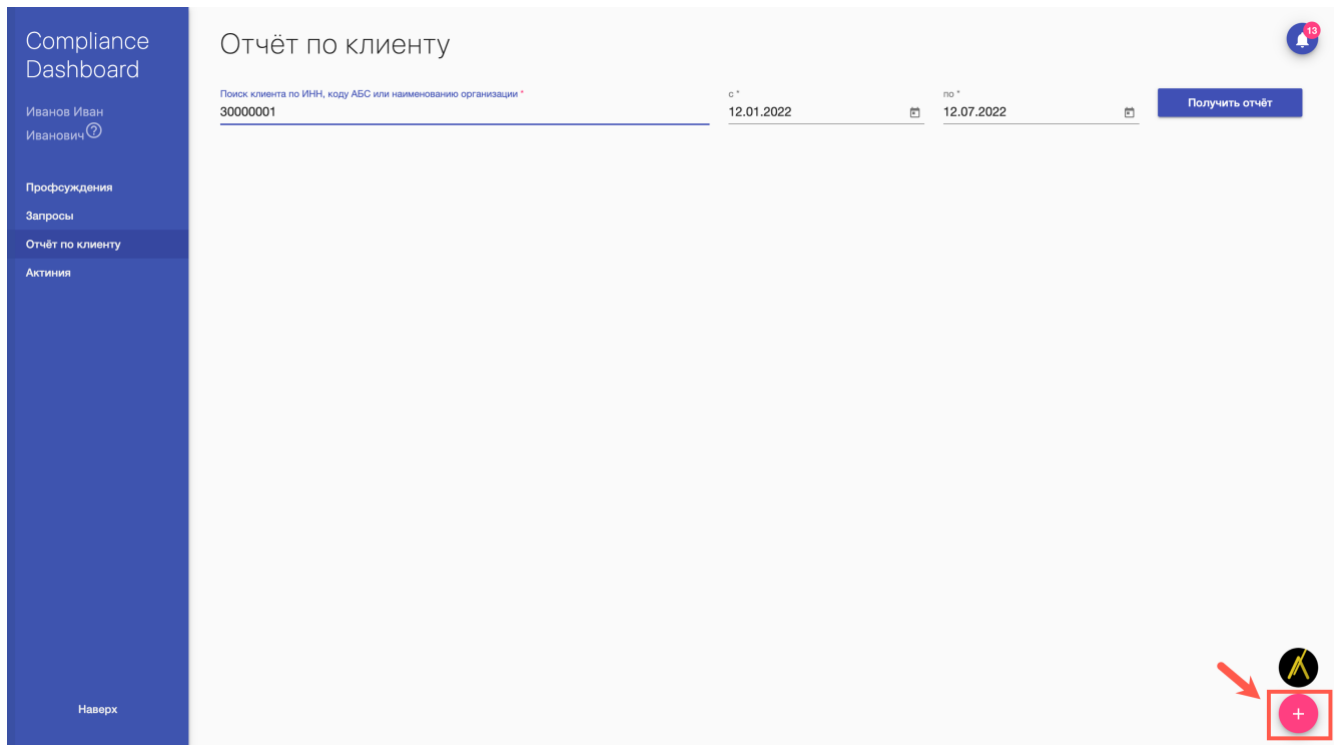 Compliance
Dashboard
Иванов Иван
Иванович
Профсуждения
Запросы
Отчёт по клиенту
Актиния
Наверх
Отчёт по клиенту
13
Поиск клиента по ИНН, коду АБС или наименованию организации *
30000001
с *
12.01.2022
по *
12.07.2022
Получить отчёт